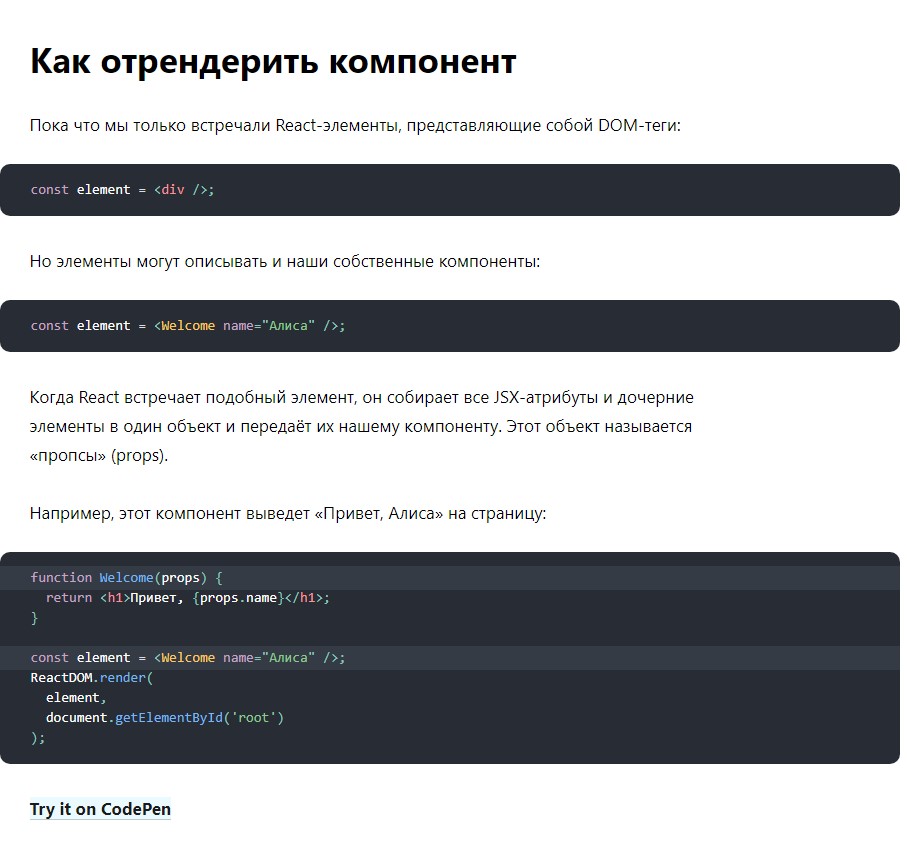 Как отрендерить компонент
Пока что мы только встречали React-элементы, представляющие собой DOM-теги:
const element = <div />;
Но элементы могут описывать и наши собственные компоненты:
const element = <Welcome name="Алиса" />;
Когда React встречает подобный элемент, он собирает все JSX-атрибуты и дочерние
элементы в один объект и передаёт их нашему компоненту. Этот объект называется
«пропсы» (props).
Например, этот компонент выведет «Привет, Алиса» на страницу:
function Welcome(props) {
  return <h1>Привет, {props.name}</h1>;
}
const element = <Welcome name="Алиса" />;
ReactDOM.render(
  element,
  document.getElementById('root')
);
Try it on CodePen